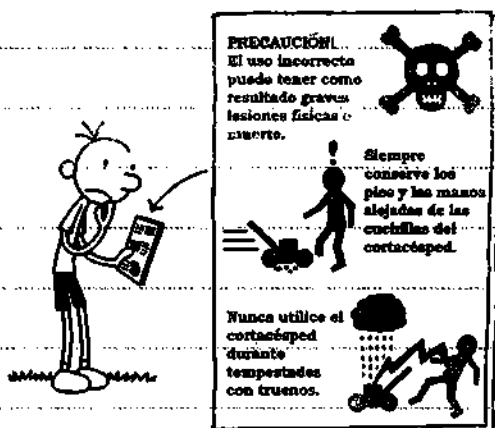 PRECAUCIÓN!
El uso incorrecto
puede tener como
resultado graves
lesiones físicas o
muerte.
!
Siempre
conserve los
pies y las manos
alejadas de las
cuchillas del
cortacésped.
Nunca utilice el
cortacésped
durante
tempestades
con truenos.